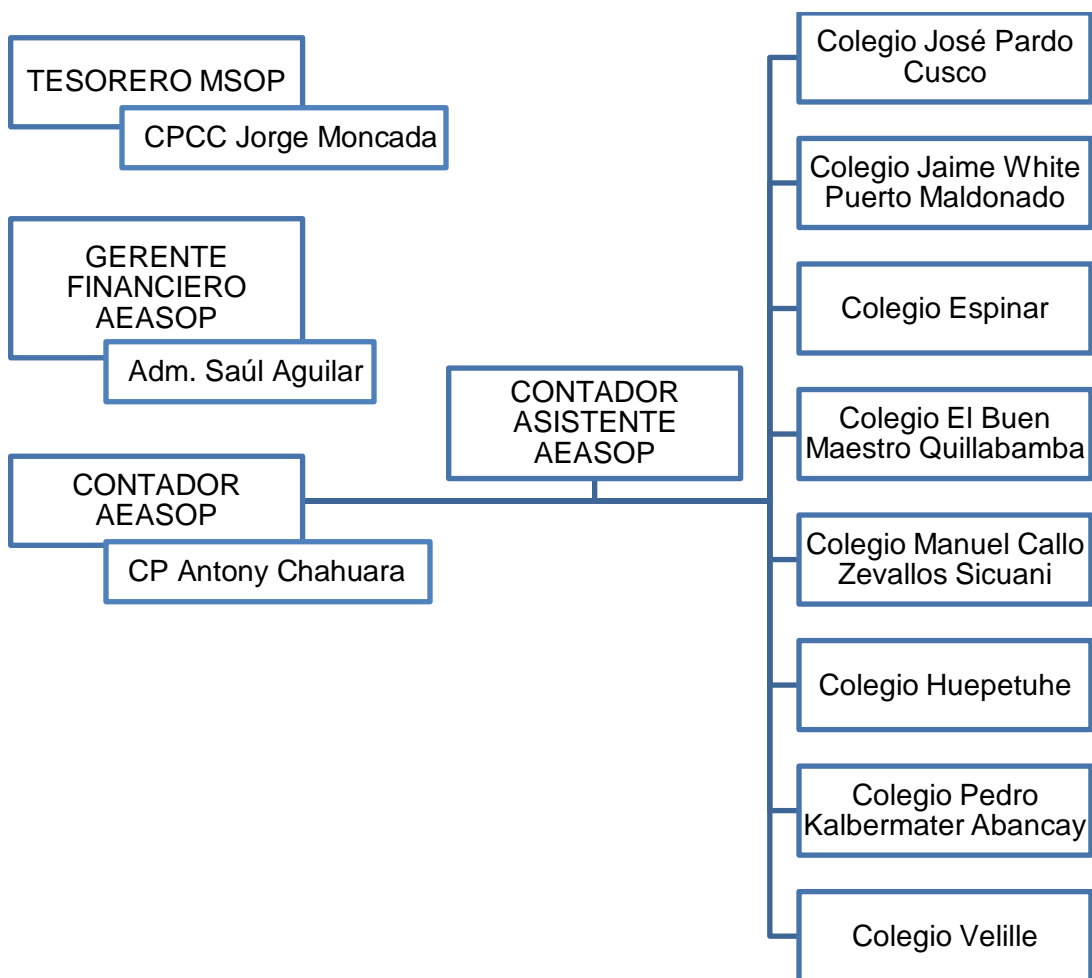 TESORERO MSOP
CPCC Jorge Moncada
GERENTE
FINANCIERO
AEASOP
Adm. Saúl Aguilar
CONTADOR
AEASOP
CP Antony Chahuara
CONTADOR
ASISTENTE
AEASOP
Colegio José Pardo
Cusco
Colegio Jaime White
Puerto Maldonado
Colegio Espinar
Colegio El Buen
Maestro Quillabamba
Colegio Manuel Callo
Zevallos Sicuani
Colegio Huepetuhe
Colegio Pedro
Kalbermater Abancay
Colegio Velille